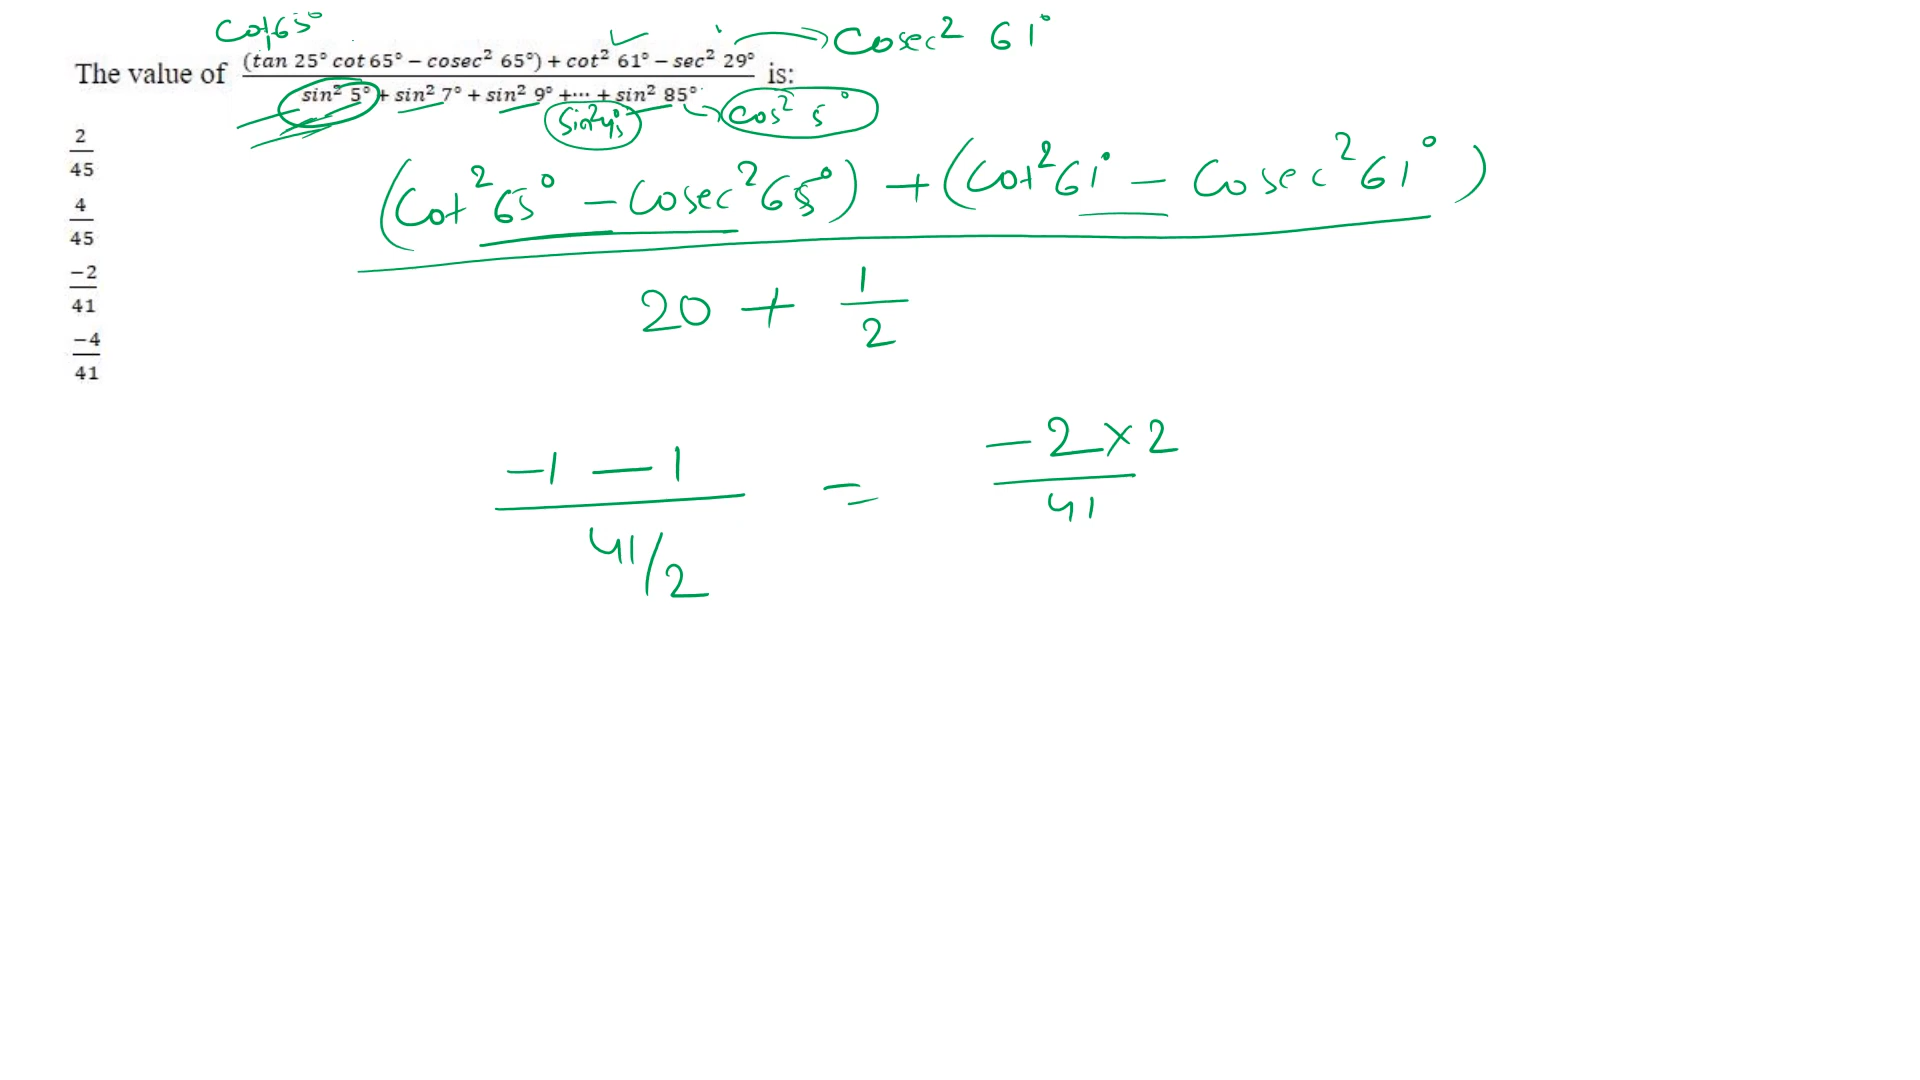 Cot 65°
✓ → Cosec² 61°
The value of (tan 25° cot 65° − cosec² 65°) + cot² 61° − sec² 29° is:
sin² 5° + sin² 7° + sin² 9° +⋯ + sin² 85°
Sin²45° → Cos² 5°
2/45
4/45
−2/41
−4/41
(Cot² 65° − Cosec² 65°) + (Cot² 61° − Cosec² 61°)
20 + 1/2
−1 − 1 = −2 × 2
41/2 41